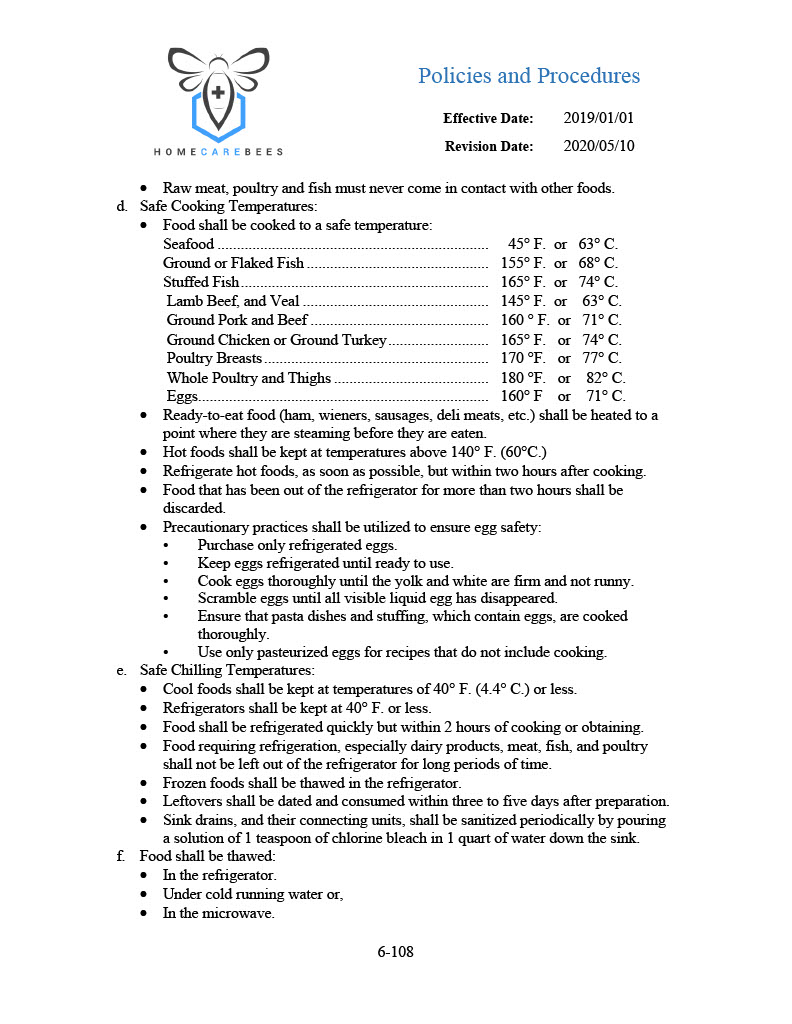 Policies and Procedures
Effective Date: 2019/01/01
HOMECAREBEES
Revision Date: 2020/05/10
• Raw meat, poultry and fish must never come in contact with other foods.
d. Safe Cooking Temperatures:
• Food shall be cooked to a safe temperature:
Seafood ..................................................................... 45° F. or 63° C.
Ground or Flaked Fish ............................................... 155° F. or 68° C.
Stuffed Fish................................................................ 165° F. or 74° C.
Lamb Beef, and Veal ................................................ 145° F. or 63° C.
Ground Pork and Beef .............................................. 160 ° F. or 71° C.
Ground Chicken or Ground Turkey.......................... 165° F. or 74° C.
Poultry Breasts.......................................................... 170 °F. or 77° C.
Whole Poultry and Thighs ........................................ 180 °F. or 82° C.
Eggs........................................................................... 160° F or 71° C.
• Ready-to-eat food (ham, wieners, sausages, deli meats, etc.) shall be heated to a
point where they are steaming before they are eaten.
• Hot foods shall be kept at temperatures above 140° F. (60°C.)
• Refrigerate hot foods, as soon as possible, but within two hours after cooking.
• Food that has been out of the refrigerator for more than two hours shall be
discarded.
• Precautionary practices shall be utilized to ensure egg safety:
• Purchase only refrigerated eggs.
• Keep eggs refrigerated until ready to use.
• Cook eggs thoroughly until the yolk and white are firm and not runny.
• Scramble eggs until all visible liquid egg has disappeared.
• Ensure that pasta dishes and stuffing, which contain eggs, are cooked
thoroughly.
• Use only pasteurized eggs for recipes that do not include cooking.
e. Safe Chilling Temperatures:
• Cool foods shall be kept at temperatures of 40° F. (4.4° C.) or less.
• Refrigerators shall be kept at 40° F. or less.
• Food shall be refrigerated quickly but within 2 hours of cooking or obtaining.
• Food requiring refrigeration, especially dairy products, meat, fish, and poultry
shall not be left out of the refrigerator for long periods of time.
• Frozen foods shall be thawed in the refrigerator.
• Leftovers shall be dated and consumed within three to five days after preparation.
• Sink drains, and their connecting units, shall be sanitized periodically by pouring
a solution of 1 teaspoon of chlorine bleach in 1 quart of water down the sink.
f. Food shall be thawed:
• In the refrigerator.
• Under cold running water or,
• In the microwave.
6-108